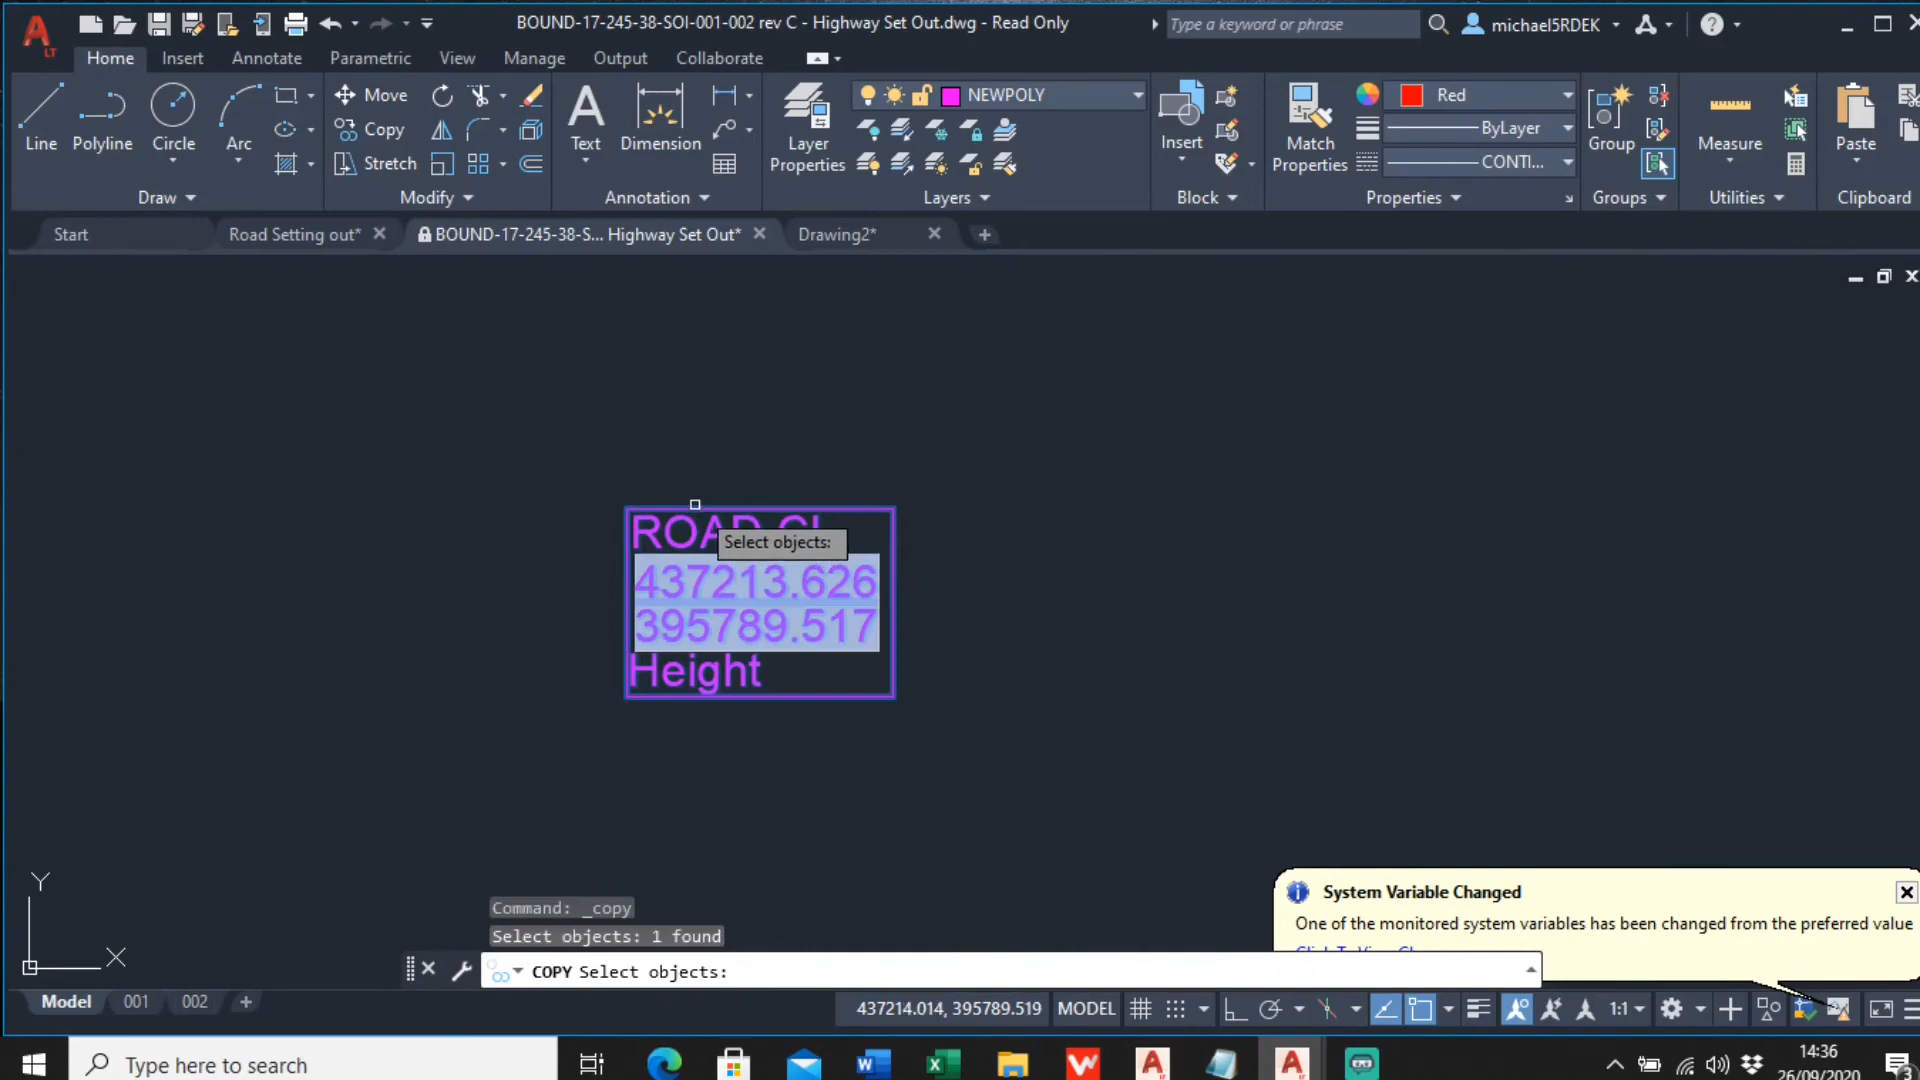 BOUND-17-245-38-SOI-001-002 rev C - Highway Set Out.dwg - Read Only
Type a keyword or phrase
michael5RDEK
LT
Home
Insert
Annotate
Parametric
View
Manage
Output
Collaborate
Line
Polyline
Circle
Arc
Draw
Move
Copy
Stretch
Modify
Text
Dimension
Annotation
Layer
Properties
NEWPOLY
Layers
Insert
Block
Match
Properties
Red
ByLayer
CONTI...
Properties
Group
Groups
Measure
Utilities
Paste
Clipboard
Start
Road Setting out*
BOUND-17-245-38-S... Highway Set Out*
Drawing2*
Select objects:
437213.626
395789.517
Height
Y
X
System Variable Changed
One of the monitored system variables has been changed from the preferred value
Command: _copy
Select objects: 1 found
COPY Select objects:
Model
001
002
437214.014, 395789.519
MODEL
1:1
Type here to search
14:36
26/09/2020
3